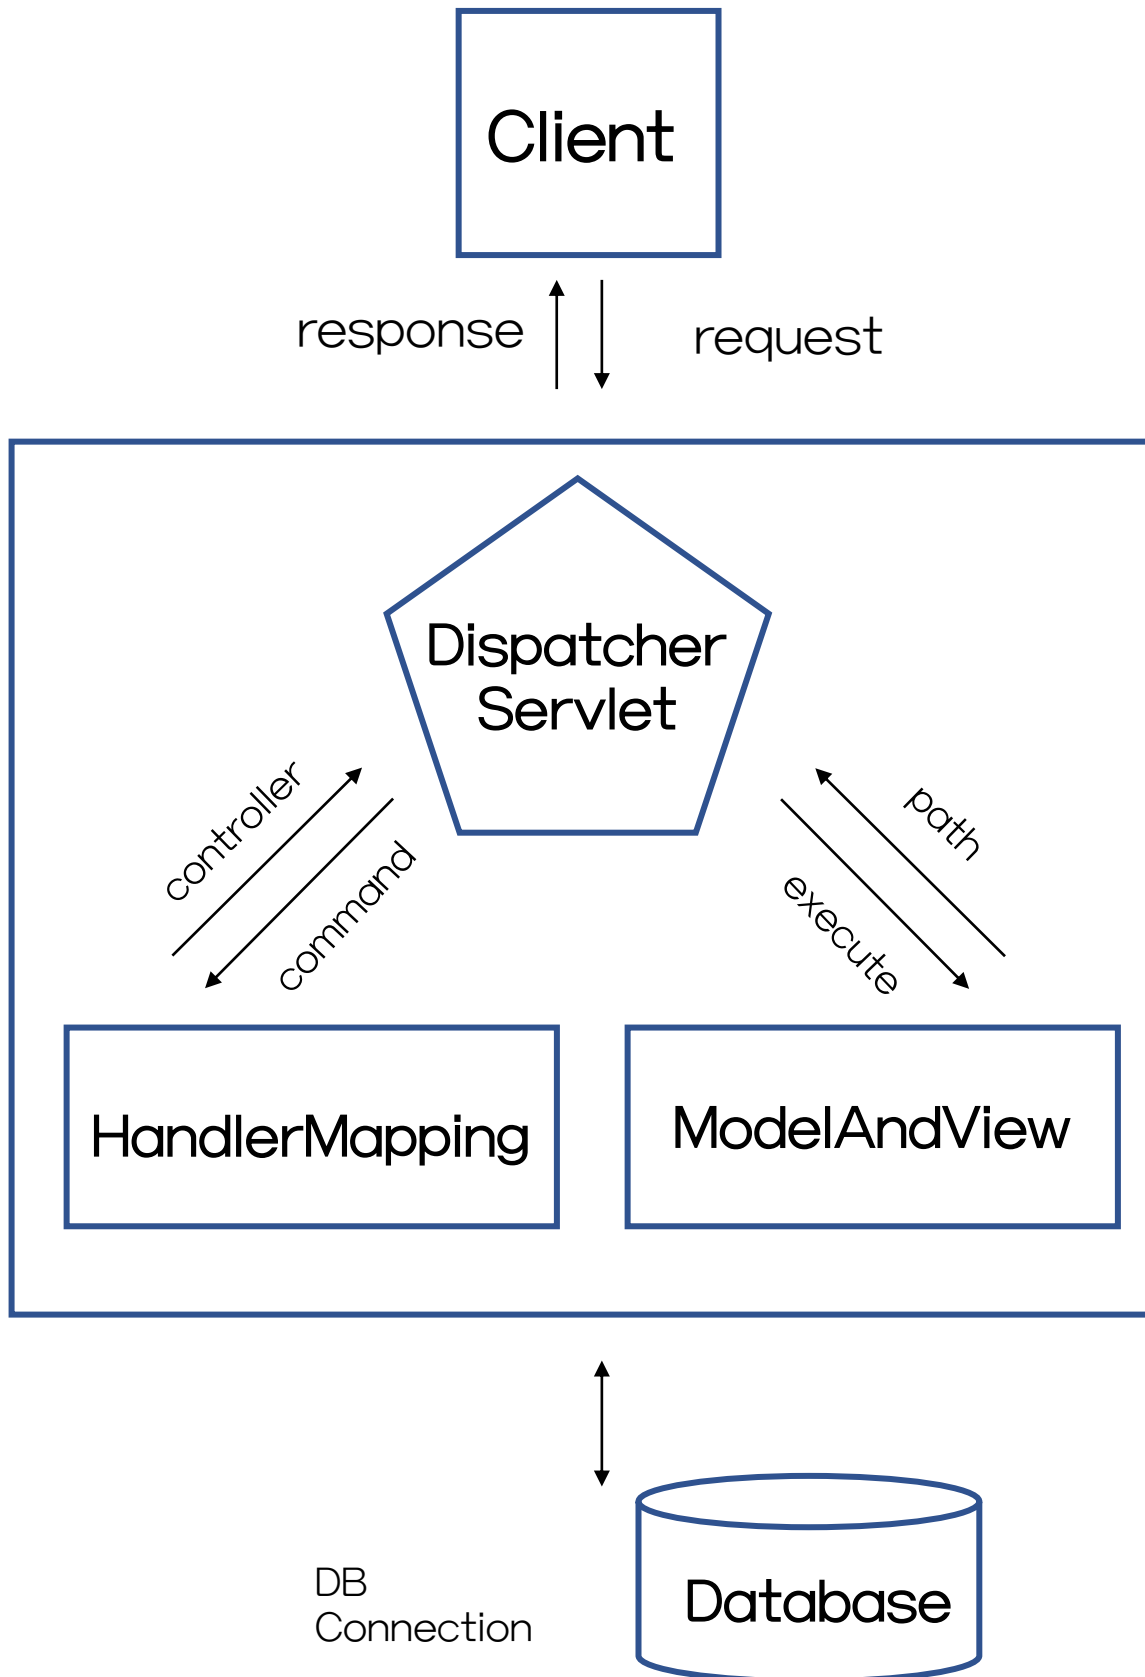 Client
response
request
Dispatcher
Servlet
controller
command
path
execute
HandlerMapping
ModelAndView
DB
Connection
Database